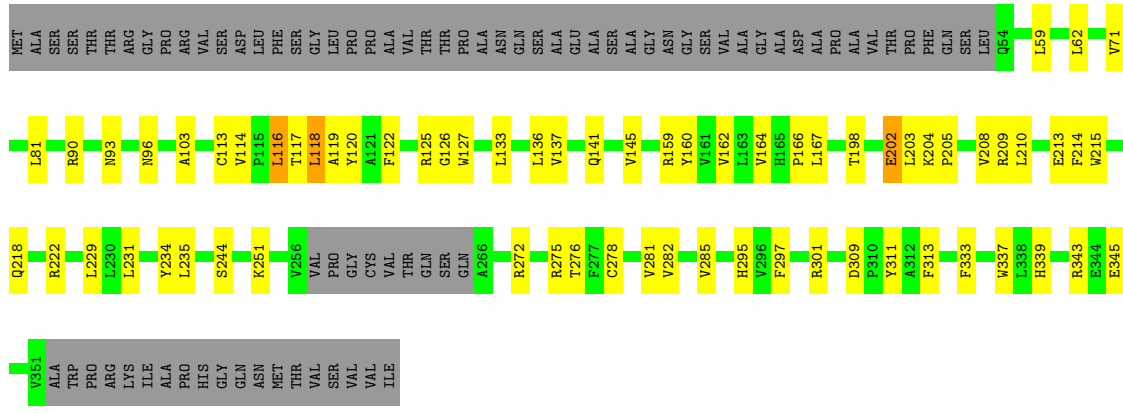 MET ALA SER SER THR THR ARG GLY PRO ARG VAL SER ASP LEU PHE SER GLY LEU PRO PRO ALA VAL THR THR PRO ALA ASN GLN SER ALA GLU ALA SER ALA GLY ASN GLY SER VAL ALA GLY ALA ASP ALA PRO ALA VAL THR PRO PHE GLN SER LEU Q54 L59 L62 V71
L81 R90 N93 N96 A103 C113 V114 P115 L116 T117 L118 A119 Y120 A121 F122 R125 G126 W127 L133 L136 V137 Q141 V145 R159 Y160 V161 V162 L163 V164 H165 P166 L167 T198 E202 L203 K204 P205 V208 R209 L210 E213 F214 W215
Q218 R222 L229 L230 L231 Y234 L235 S244 K251 V256 VAL PRO GLY CYS VAL THR GLN SER GLN A266 R272 R275 T276 F277 C278 V281 V282 V285 H295 V296 F297 R301 D309 P310 Y311 A312 F313 F333 W337 L338 H339 R343 E344 E345
V351 ALA TRP PRO ARG LYS ILE ALA PRO HIS GLY GLN ASN MET THR VAL SER VAL VAL ILE